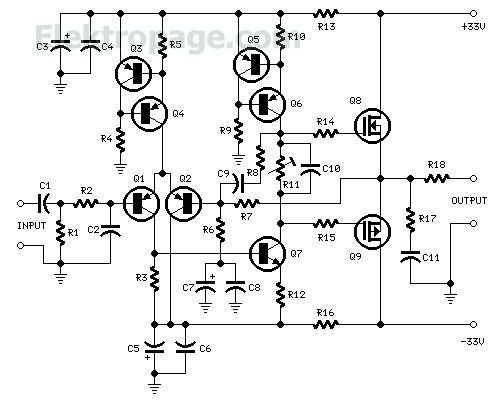 Elektropage.com
R13
+33V
C3
+
C4
Q3
R5
Q5
R10
Q4
Q6
Q8
R4
R9
R14
R8
C9
C10
R11
R18
C1
R2
Q1
Q2
R7
OUTPUT
INPUT
R1
C2
R6
R17
R15
Q7
Q9
R3
C11
C7
+
C8
R12
R16
C5
+
C6
-33V